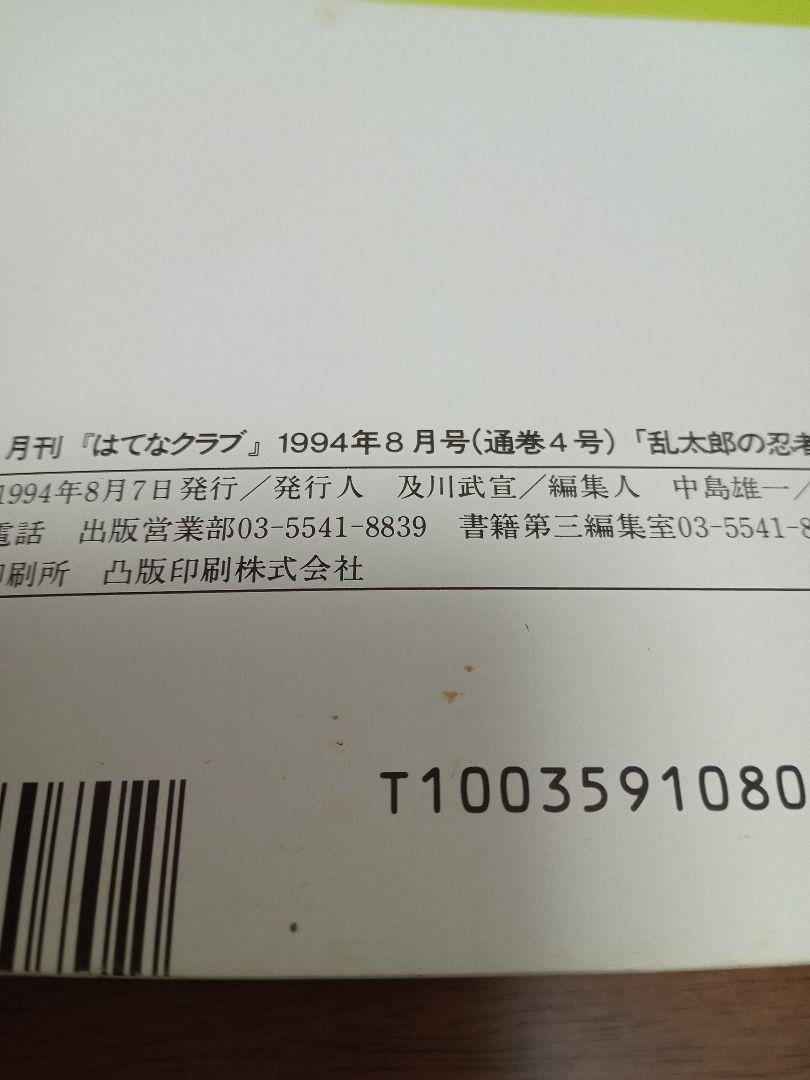 月刊『はてなクラブ』1994年8月号(通巻4号)「乱太郎の忍者
1994年8月7日発行／発行人 及川武宣／編集人 中島雄一／
電話 出版営業部03-5541-8839 書籍第三編集室03-5541-8
印刷所 凸版印刷株式会社
T1003591080